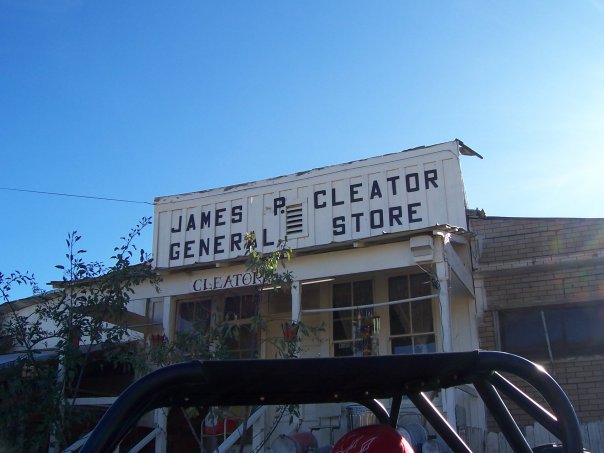 JAMES P. CLEATOR
GENERAL STORE
CLEATOR